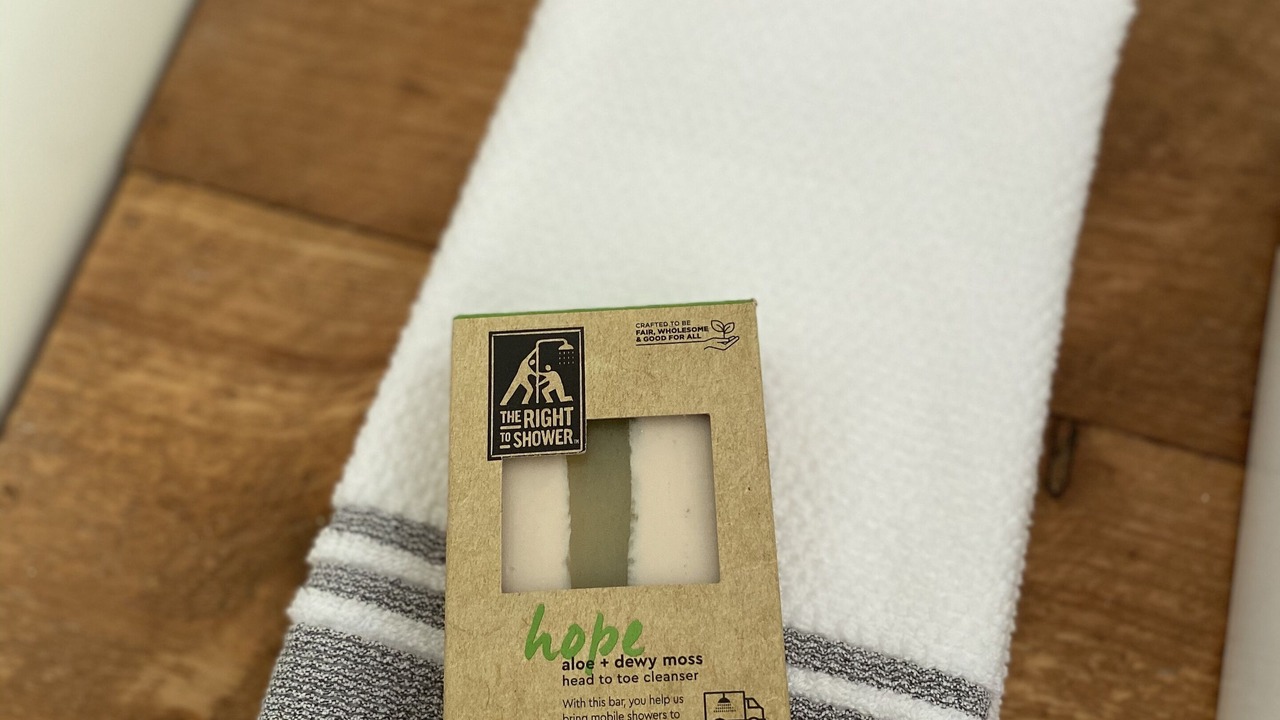 CRAFTED TO BE
FAIR, WHOLESOME
& GOOD FOR ALL
THE RIGHT
TO SHOWER™
hope
aloe + dewy moss
head to toe cleanser
With this bar, you help us
bring mobile showers to